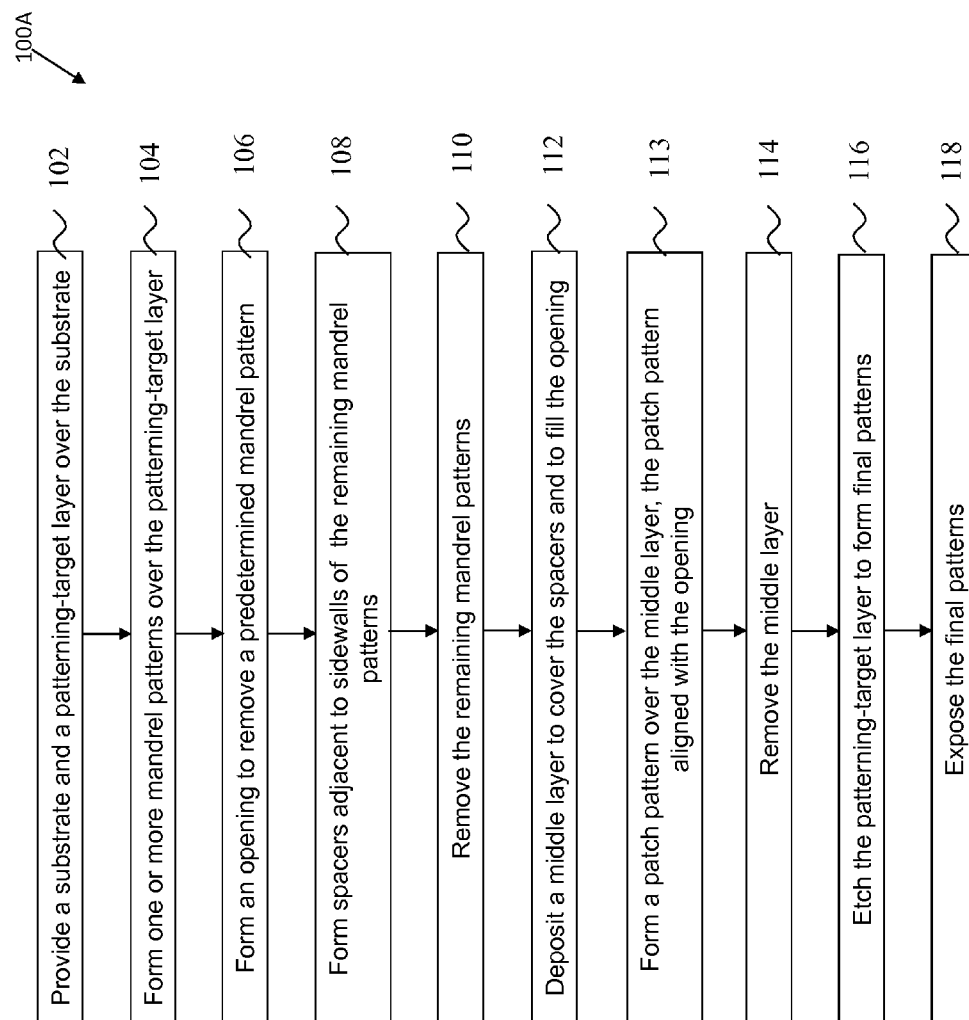 100A
Provide a substrate and a patterning-target layer over the substrate
102
Form one or more mandrel patterns over the patterning-target layer
104
Form an opening to remove a predetermined mandrel pattern
106
Form spacers adjacent to sidewalls of the remaining mandrel
patterns
108
Remove the remaining mandrel patterns
110
Deposit a middle layer to cover the spacers and to fill the opening
112
Form a patch pattern over the middle layer, the patch pattern
aligned with the opening
113
Remove the middle layer
114
Etch the patterning-target layer to form final patterns
116
Expose the final patterns
118